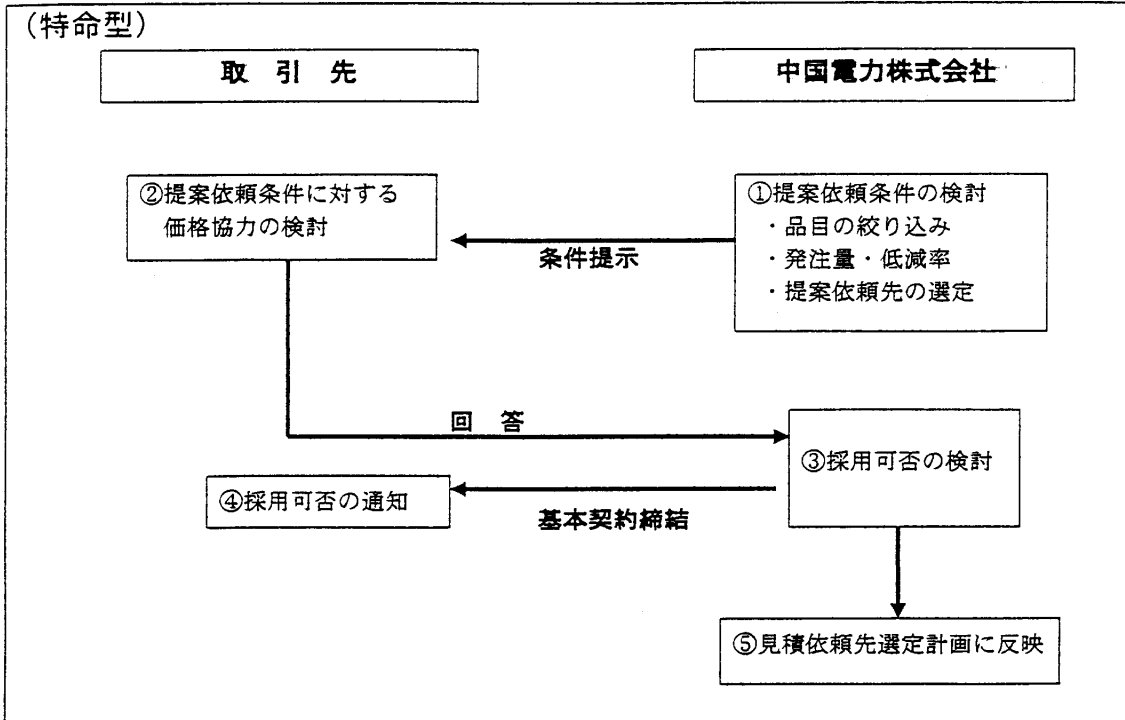 （特命型）
取　引　先
中国電力株式会社
②提案依頼条件に対する
価格協力の検討
①提案依頼条件の検討
・品目の絞り込み
・発注量・低減率
・提案依頼先の選定
条件提示
回　答
③採用可否の検討
④採用可否の通知
基本契約締結
⑤見積依頼先選定計画に反映